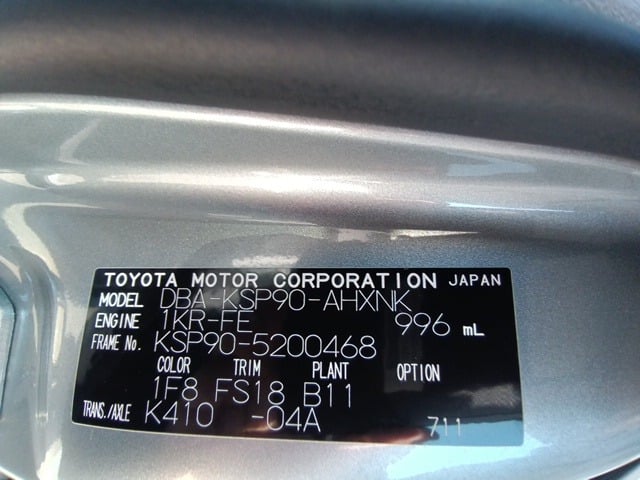 TOYOTA MOTOR CORPORATION JAPAN
MODEL DBA-KSP90-AHXNK
ENGINE 1KR-FE 996 mL
FRAME No. KSP90-5200468
COLOR TRIM PLANT OPTION
1F8 FS18 B11
TRANS./AXLE K410 -04A
711